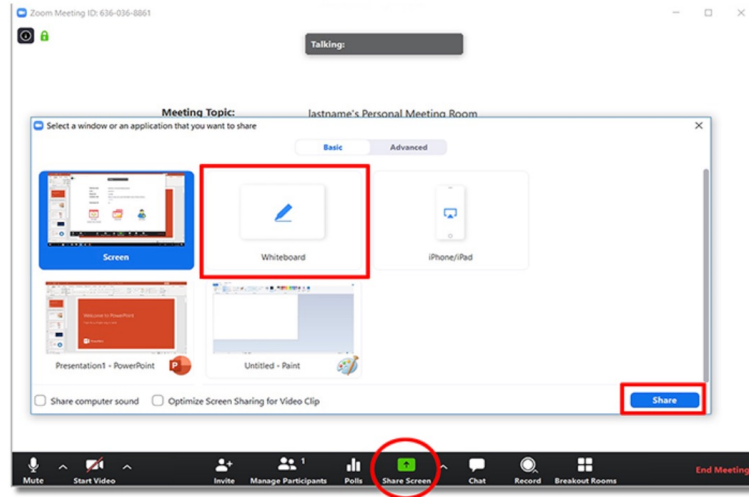 Zoom Meeting ID: 636-036-8861
Talking:
Meeting Topic: lastname's Personal Meeting Room
Select a window or an application that you want to share
Basic Advanced
Screen Whiteboard iPhone/iPad
Welcome to PowerPoint
Presentation1 - PowerPoint P Untitled - Paint
Share computer sound Optimize Screen Sharing for Video Clip Share
1
Mute Start Video Invite Manage Participants Polls Share Screen Chat Record Breakout Rooms End Meeting